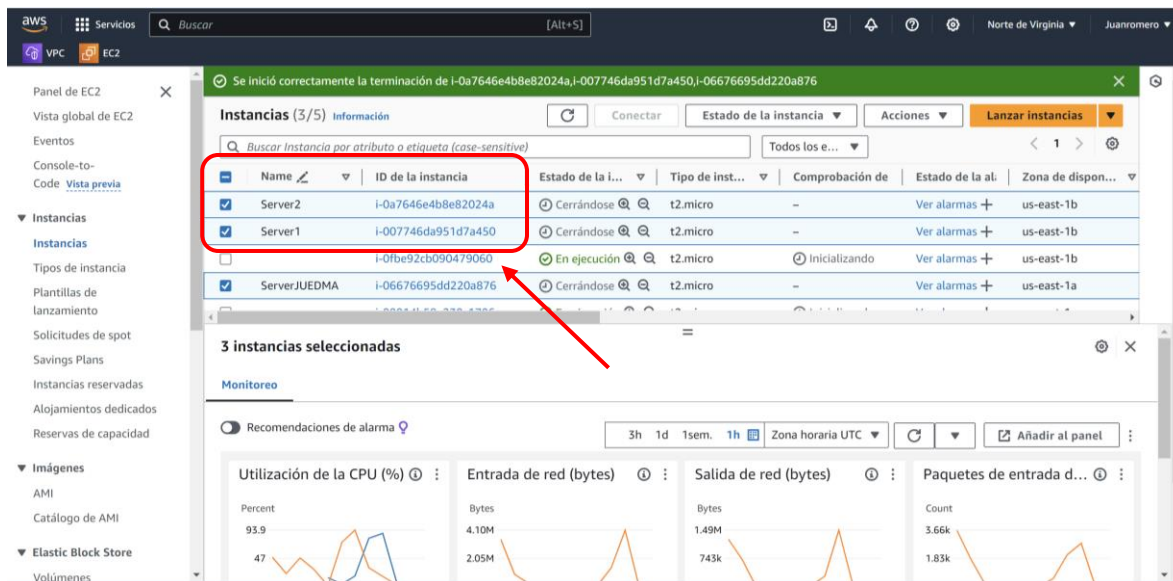 aws Servicios Buscar [Alt+S] Norte de Virginia Juanromero
VPC EC2
Panel de EC2
Vista global de EC2
Eventos
Console-to-
Code Vista previa
Instancias
Instancias
Tipos de instancia
Plantillas de
lanzamiento
Solicitudes de spot
Savings Plans
Instancias reservadas
Alojamientos dedicados
Reservas de capacidad
Imágenes
AMI
Catálogo de AMI
Elastic Block Store
Volúmenes
Se inició correctamente la terminación de i-0a7646e4b8e82024a,i-007746da951d7a450,i-06676695dd220a876
Instancias (3/5) Información Conectar Estado de la instancia Acciones Lanzar instancias
Buscar Instancia por atributo o etiqueta (case-sensitive) Todos los e... 1
Name ID de la instancia Estado de la i... Tipo de inst... Comprobación de Estado de la al Zona de dispon...
Server2 i-0a7646e4b8e82024a Cerrándose t2.micro – Ver alarmas + us-east-1b
Server1 i-007746da951d7a450 Cerrándose t2.micro – Ver alarmas + us-east-1b
i-0fbe92cb090479060 En ejecución t2.micro Inicializando Ver alarmas + us-east-1b
ServerJUEDMA i-06676695dd220a876 Cerrándose t2.micro – Ver alarmas + us-east-1a
3 instancias seleccionadas
Monitoreo
Recomendaciones de alarma 3h 1d 1sem. 1h Zona horaria UTC Añadir al panel
Utilización de la CPU (%) Entrada de red (bytes) Salida de red (bytes) Paquetes de entrada d...
Percent Bytes Bytes Count
93.9 4.10M 1.49M 3.66k
47 2.05M 743k 1.83k